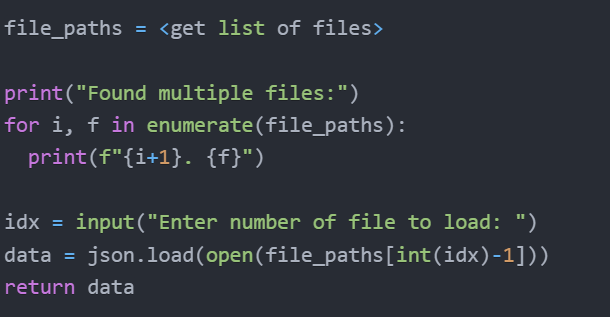 file_paths = <get list of files>
print("Found multiple files:")
for i, f in enumerate(file_paths):
  print(f"{i+1}. {f}")
idx = input("Enter number of file to load: ")
data = json.load(open(file_paths[int(idx)-1]))
return data